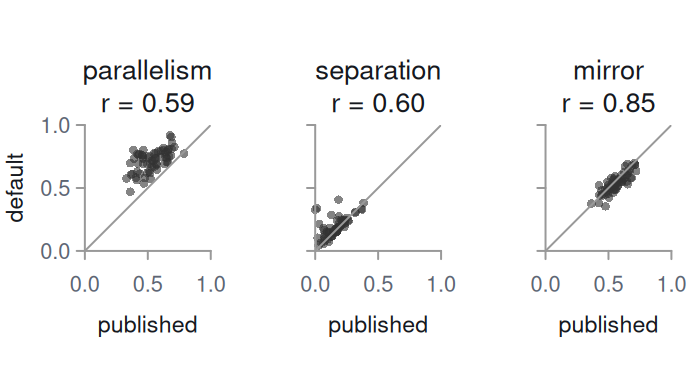 parallelism
r = 0.59
separation
r = 0.60
mirror
r = 0.85
default
1.0
0.5
0.0
0.0 0.5 1.0
0.0 0.5 1.0
0.0 0.5 1.0
published
published
published